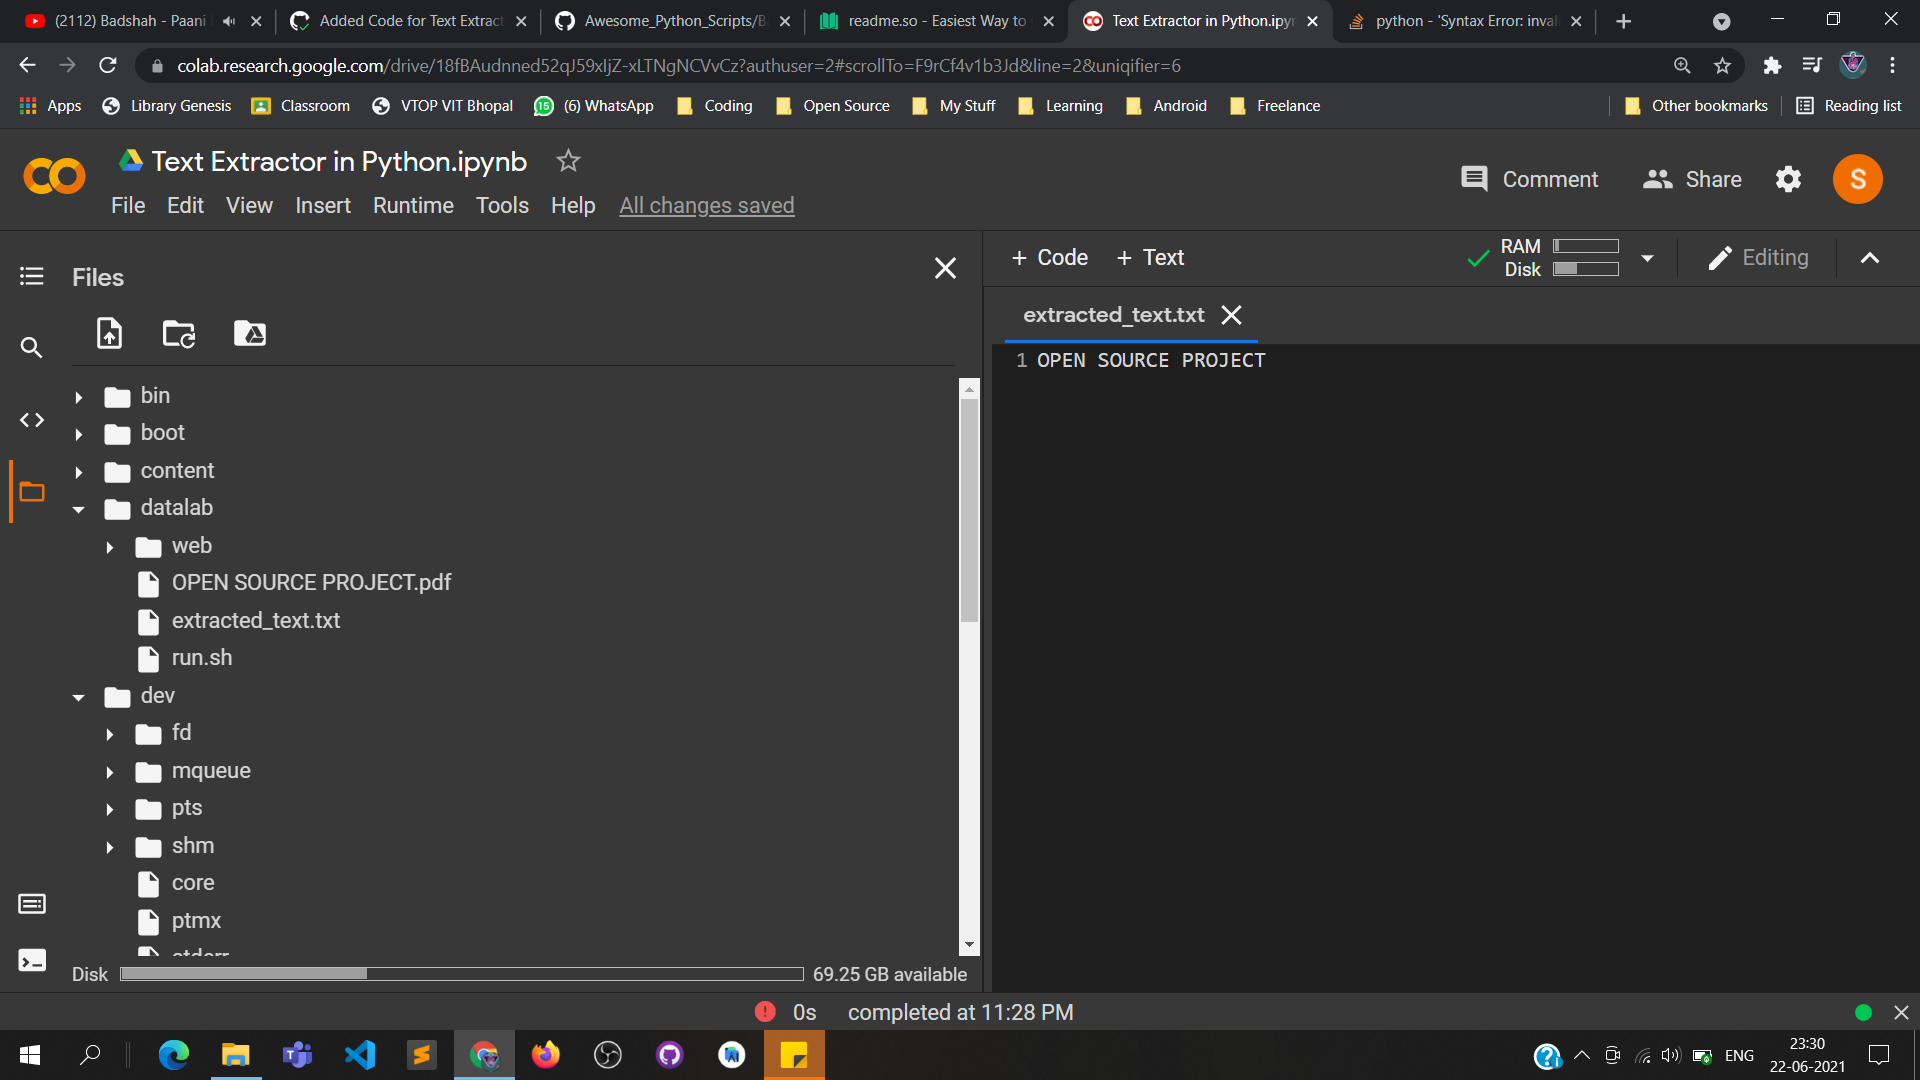 (2112) Badshah - Paani
Added Code for Text Extract
Awesome_Python_Scripts/B
readme.so - Easiest Way to
Text Extractor in Python.ipyn
python - 'Syntax Error: inval
colab.research.google.com/drive/18fBAudnned52qJ59xIjZ-xLTNgNCVvCz?authuser=2#scrollTo=F9rCf4v1b3Jd&line=2&uniqifier=6
Apps Library Genesis Classroom VTOP VIT Bhopal 15 (6) WhatsApp Coding Open Source My Stuff Learning Android Freelance Other bookmarks Reading list
Text Extractor in Python.ipynb
Comment Share S
File Edit View Insert Runtime Tools Help All changes saved
Files
+ Code + Text
RAM
Disk
Editing
extracted_text.txt
1 OPEN SOURCE PROJECT
bin
boot
content
datalab
web
OPEN SOURCE PROJECT.pdf
extracted_text.txt
run.sh
dev
fd
mqueue
pts
shm
core
ptmx
Disk 69.25 GB available
0s completed at 11:28 PM
ENG
23:30
22-06-2021